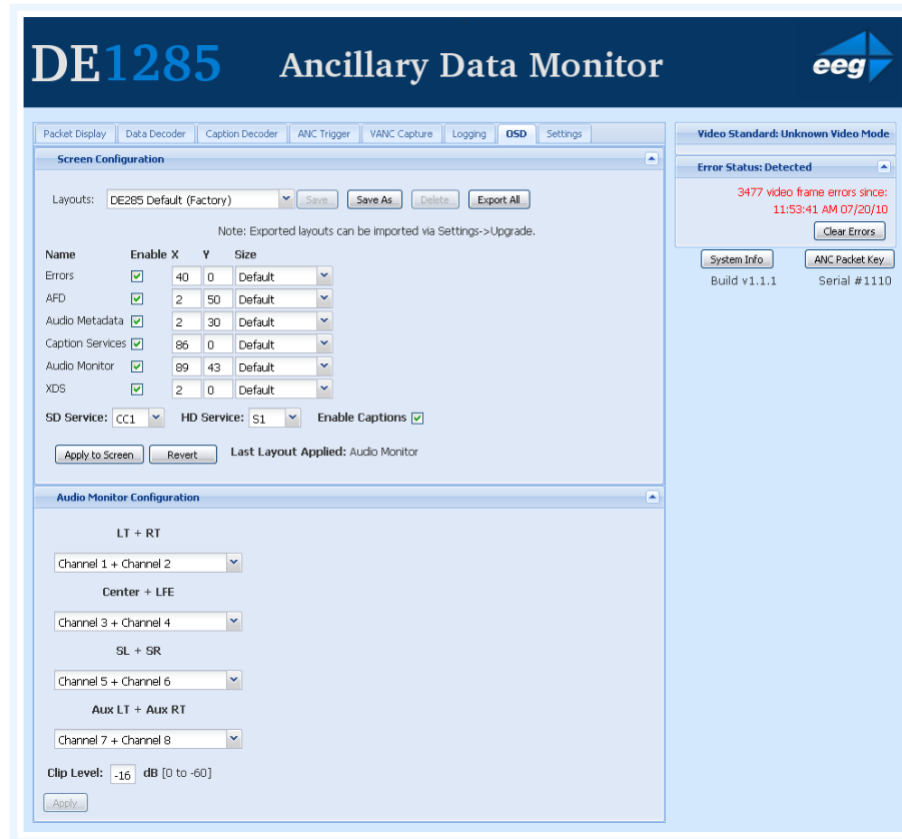 DE1285 Ancillary Data Monitor
eeg
Packet Display Data Decoder Caption Decoder ANC Trigger VANC Capture Logging OSD Settings
Screen Configuration
Layouts: DE285 Default (Factory) Save Save As Delete Export All
Note: Exported layouts can be imported via Settings->Upgrade.
Name Enable X Y Size
Errors 40 0 Default
AFD 2 50 Default
Audio Metadata 2 30 Default
Caption Services 86 0 Default
Audio Monitor 89 43 Default
XDS 2 0 Default
SD Service: CC1 HD Service: S1 Enable Captions
Apply to Screen Revert Last Layout Applied: Audio Monitor
Audio Monitor Configuration
LT + RT
Channel 1 + Channel 2
Center + LFE
Channel 3 + Channel 4
SL + SR
Channel 5 + Channel 6
Aux LT + Aux RT
Channel 7 + Channel 8
Clip Level: -16 dB [0 to -60]
Apply
Video Standard: Unknown Video Mode
Error Status: Detected
3477 video frame errors since:
11:53:41 AM 07/20/10
Clear Errors
System Info ANC Packet Key
Build v1.1.1 Serial #1110